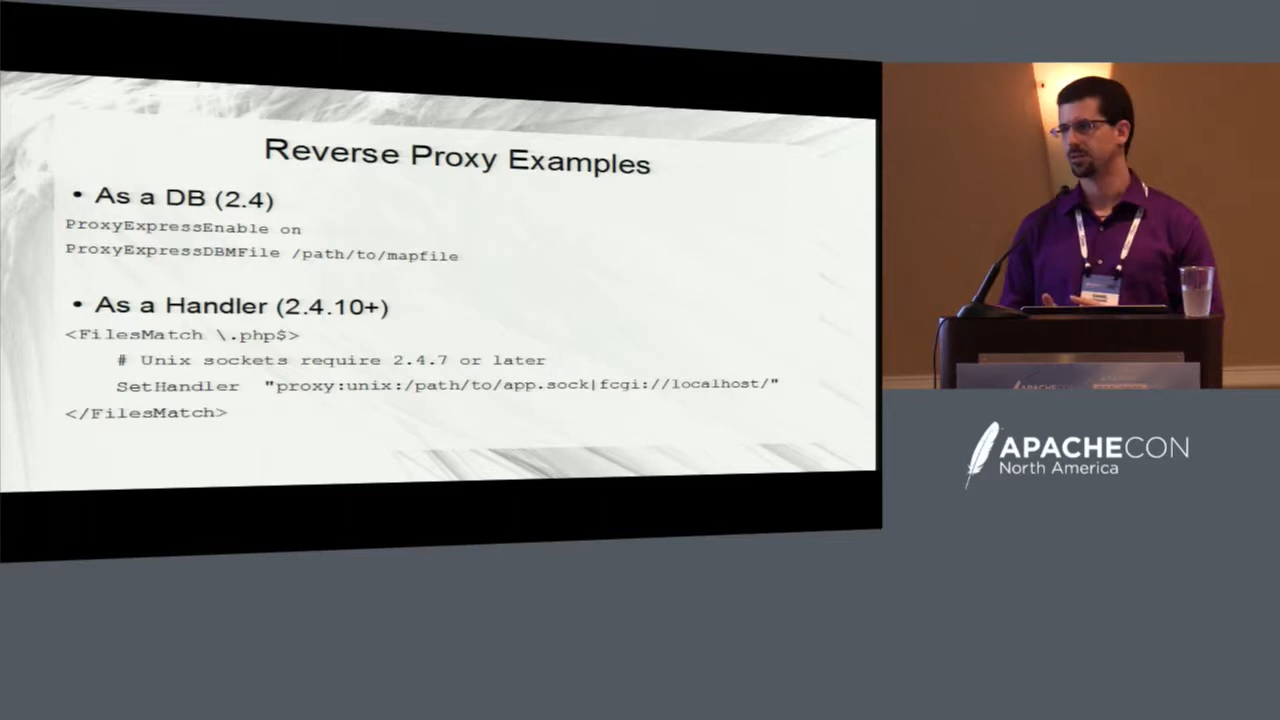 Reverse Proxy Examples
• As a DB (2.4)
ProxyExpressEnable on
ProxyExpressDBMFile /path/to/mapfile
• As a Handler (2.4.10+)
<FilesMatch \.php$>
# Unix sockets require 2.4.7 or later
SetHandler "proxy:unix:/path/to/app.sock|fcgi://localhost/"
</FilesMatch>
APACHECON
North America